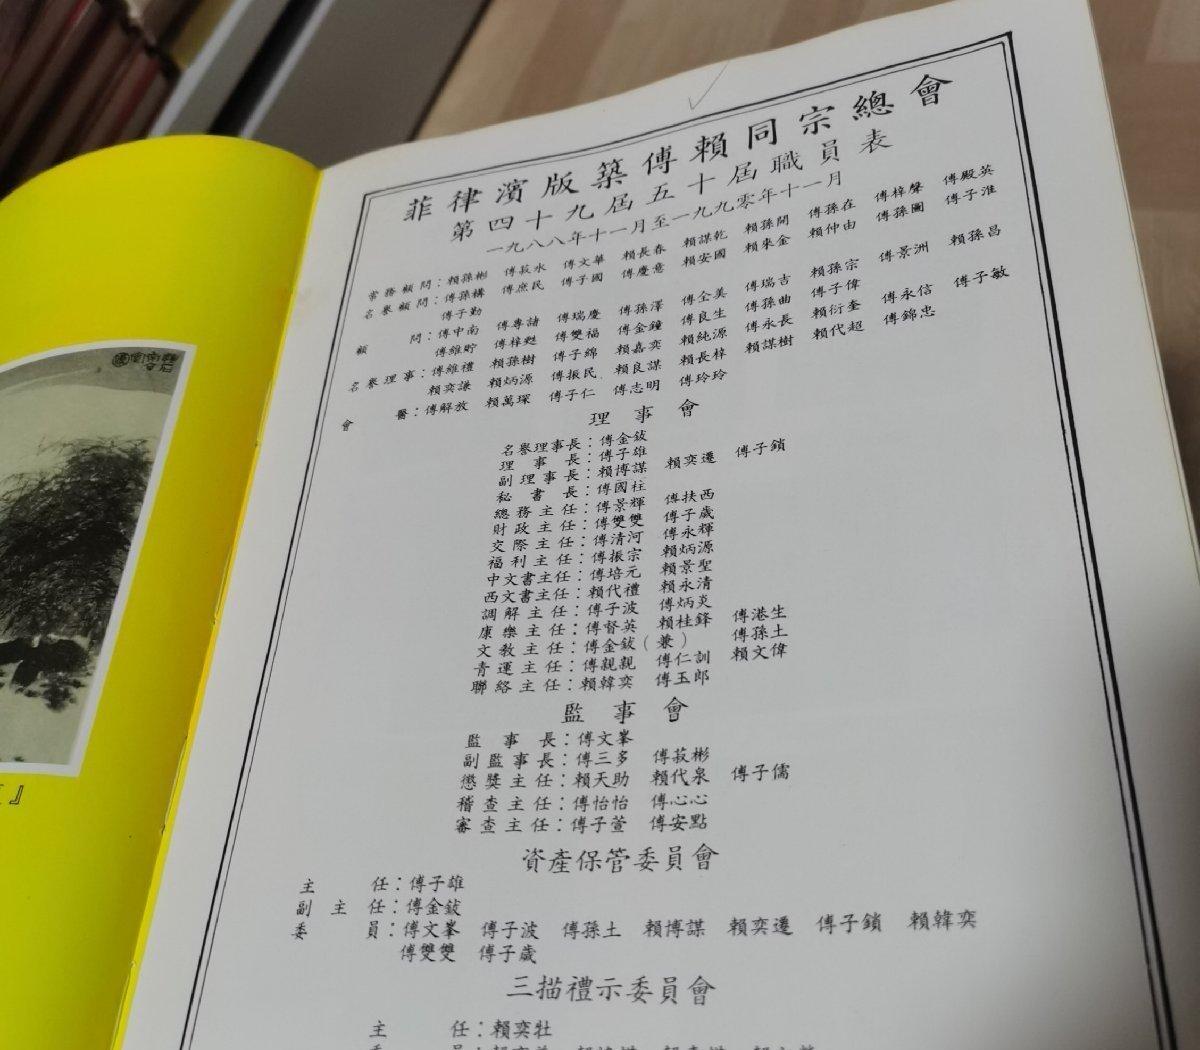 菲律濱版築傅賴同宗總會
第四十九屆五十屆職員表
一九八八年十一月至一九九零年十一月
常務顧問：賴孫彬 傅菽水 傅文華 賴長春 賴謀乾 賴孫開 傅孫在 傅梓聲 傅殿英
名譽顧問：傅孫構 傅庶民 傅子國 傅慶意 賴安國 賴來金 賴仲由 傅孫圖 傅子淮
傅子勤
顧 問：傅中南 傅專諸 傅瑞慶 傅孫澤 傅全美 傅瑞吉 賴孫宗 傅景洲 賴孫昌
傅維貯 傅梓甦 傅雙福 傅金鐘 傅良生 傅孫曲 傅子偉
名譽理事：傅維禮 賴孫樹 傅子綿 賴嘉奕 賴純源 傅永長 賴衍奎 傅永信 傅子敏
賴奕謙 賴炳源 傅振民 賴良謀 賴長梓 賴謀樹 賴代超 傅錦忠
會 醫：傅解放 賴萬琛 傅子仁 傅志明 傅玲玲
理事會
名譽理事長：傅金鈸
理事長：傅子雄
副理事長：賴博謀 賴奕遷 傅子鎖
秘書長：傅國柱
總務主任：傅景輝 傅扶西
財政主任：傅雙雙 傅子歲
交際主任：傅清河 傅永輝
福利主任：傅振宗 賴炳源
中文書主任：傅培元 賴景聖
西文書主任：賴代禮 賴永清
調解主任：傅子波 傅炳炎
康樂主任：傅督英 賴桂鋒 傅港生
文教主任：傅金鈸（兼） 傅孫土
青運主任：傅親親 傅仁訓 賴文偉
聯絡主任：賴韓奕 傅玉郎
監事會
監事長：傅文峯
副監事長：傅三多 傅菽彬
懲獎主任：賴天助 賴代泉 傅子儒
稽查主任：傅怡怡 傅心心
審查主任：傅子萱 傅安點
資產保管委員會
主 任：傅子雄
副主任：傅金鈸
委 員：傅文峯 傅子波 傅孫土 賴博謀 賴奕遷 傅子鎖 賴韓奕
傅雙雙 傅子歲
三描禮示委員會
主 任：賴奕壯